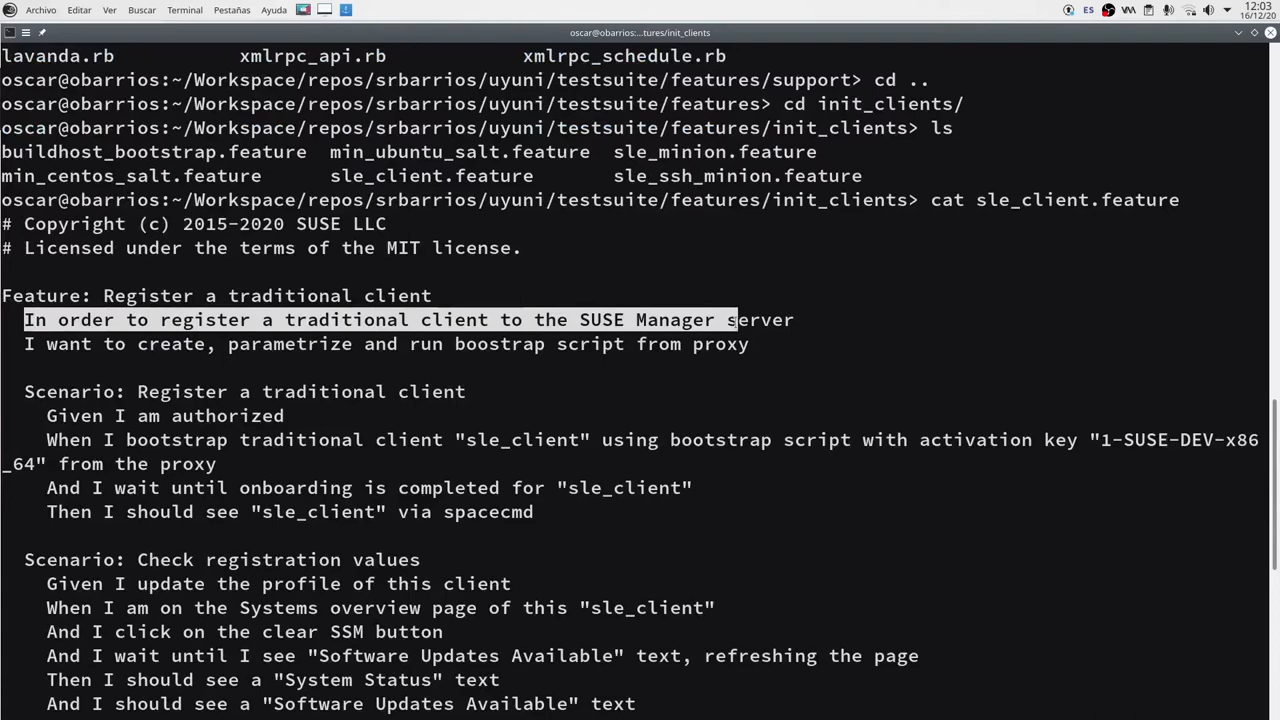 Archivo Editar Ver Buscar Terminal Pestañas Ayuda ES 12:03
16/12/20
oscar@obarrios:~/...tures/init_clients
lavanda.rb xmlrpc_api.rb xmlrpc_schedule.rb
oscar@obarrios:~/Workspace/repos/srbarrios/uyuni/testsuite/features/support> cd ..
oscar@obarrios:~/Workspace/repos/srbarrios/uyuni/testsuite/features> cd init_clients/
oscar@obarrios:~/Workspace/repos/srbarrios/uyuni/testsuite/features/init_clients> ls
buildhost_bootstrap.feature min_ubuntu_salt.feature sle_minion.feature
min_centos_salt.feature sle_client.feature sle_ssh_minion.feature
oscar@obarrios:~/Workspace/repos/srbarrios/uyuni/testsuite/features/init_clients> cat sle_client.feature
# Copyright (c) 2015-2020 SUSE LLC
# Licensed under the terms of the MIT license.
Feature: Register a traditional client
In order to register a traditional client to the SUSE Manager server
I want to create, parametrize and run boostrap script from proxy
Scenario: Register a traditional client
Given I am authorized
When I bootstrap traditional client "sle_client" using bootstrap script with activation key "1-SUSE-DEV-x86
_64" from the proxy
And I wait until onboarding is completed for "sle_client"
Then I should see "sle_client" via spacecmd
Scenario: Check registration values
Given I update the profile of this client
When I am on the Systems overview page of this "sle_client"
And I click on the clear SSM button
And I wait until I see "Software Updates Available" text, refreshing the page
Then I should see a "System Status" text
And I should see a "Software Updates Available" text